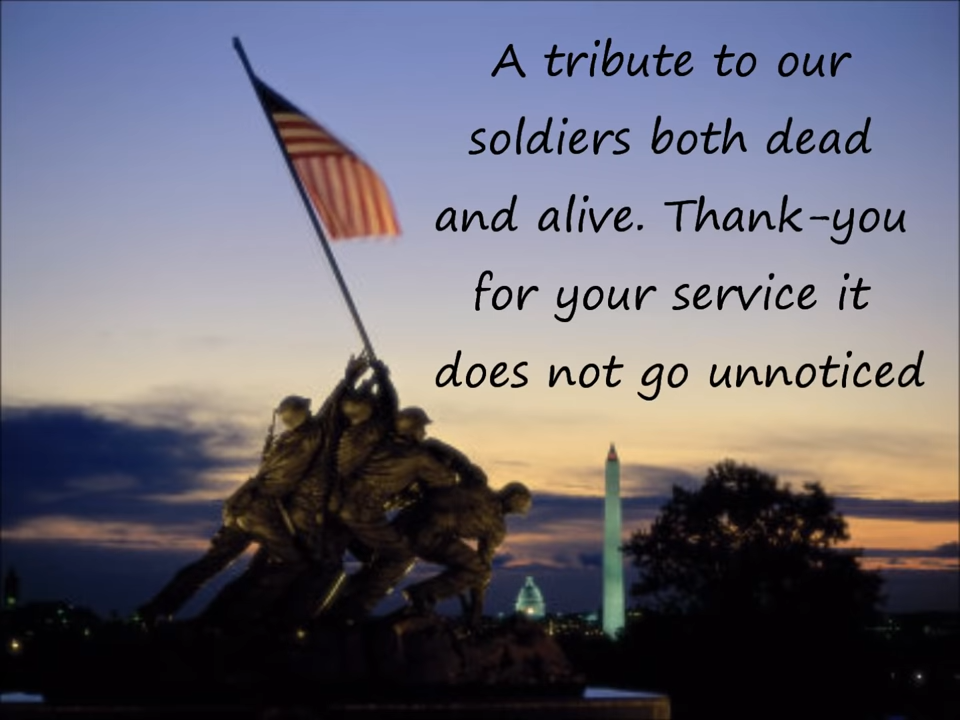 A tribute to our
soldiers both dead
and alive. Thank-you
for your service it
does not go unnoticed